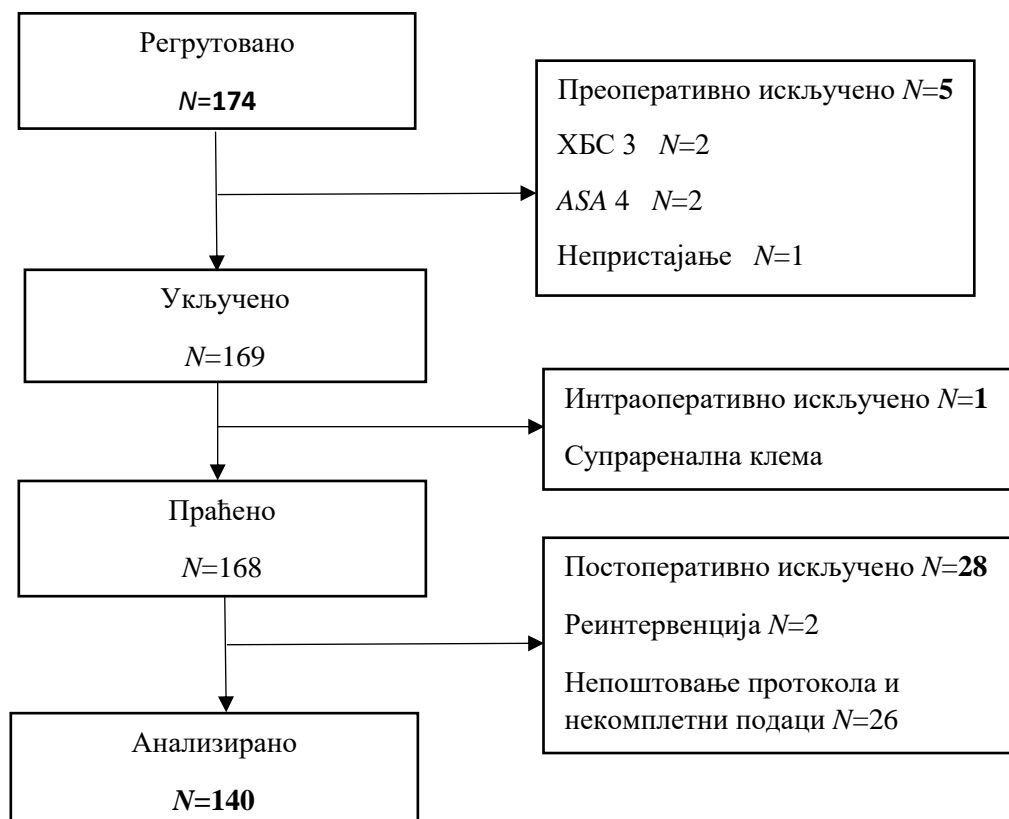 Регрутовано
N=174
Преоперативно искључено N=5
ХБС 3 N=2
ASA 4 N=2
Непристајање N=1
Укључено
N=169
Интраоперативно искључено N=1
Супраренална клема
Праћено
N=168
Постоперативно искључено N=28
Реинтервенција N=2
Непоштовање протокола и
некомплетни подаци N=26
Анализирано
N=140